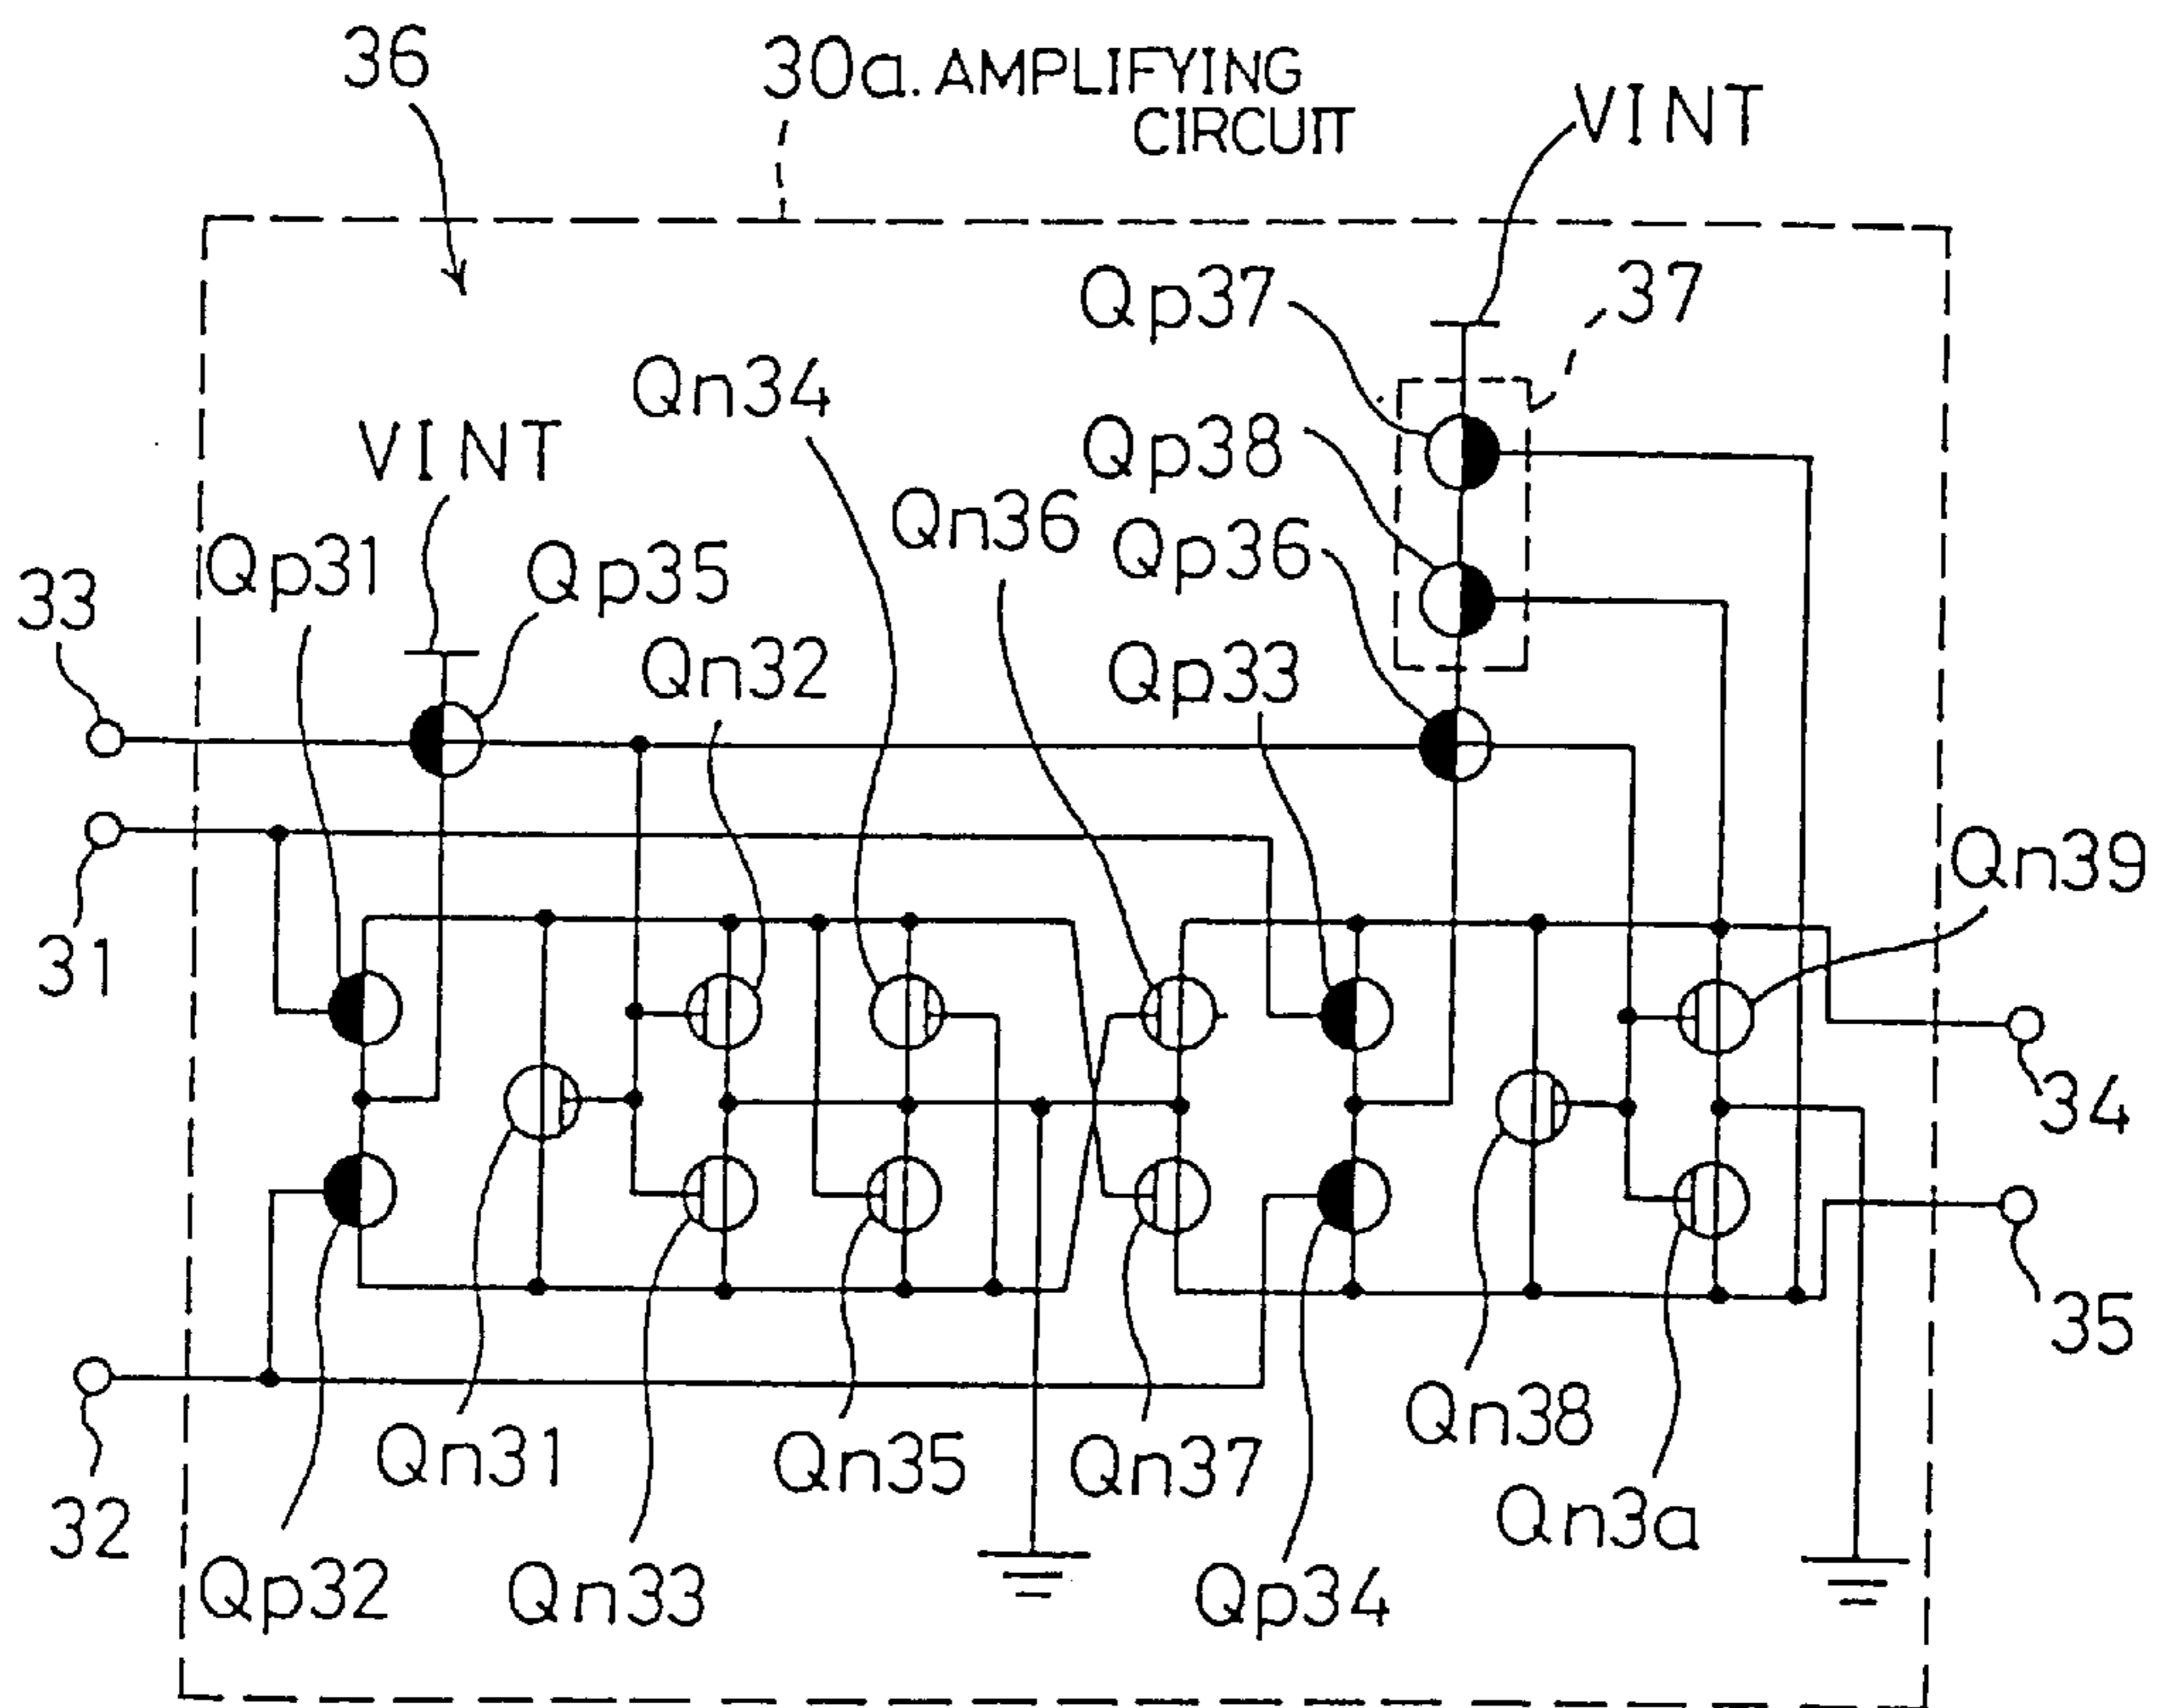 36
30a. AMPLIFYING
CIRCUIT
VINT
37
Qp37
Qn34
Qp38
VINT
Qn36
Qp36
Qp31
Qp35
33
Qn32
Qp33
Qn39
31
34
35
Qn38
Qn31
Qn35
Qn37
32
Qn3a
Qp32
Qn33
Qp34